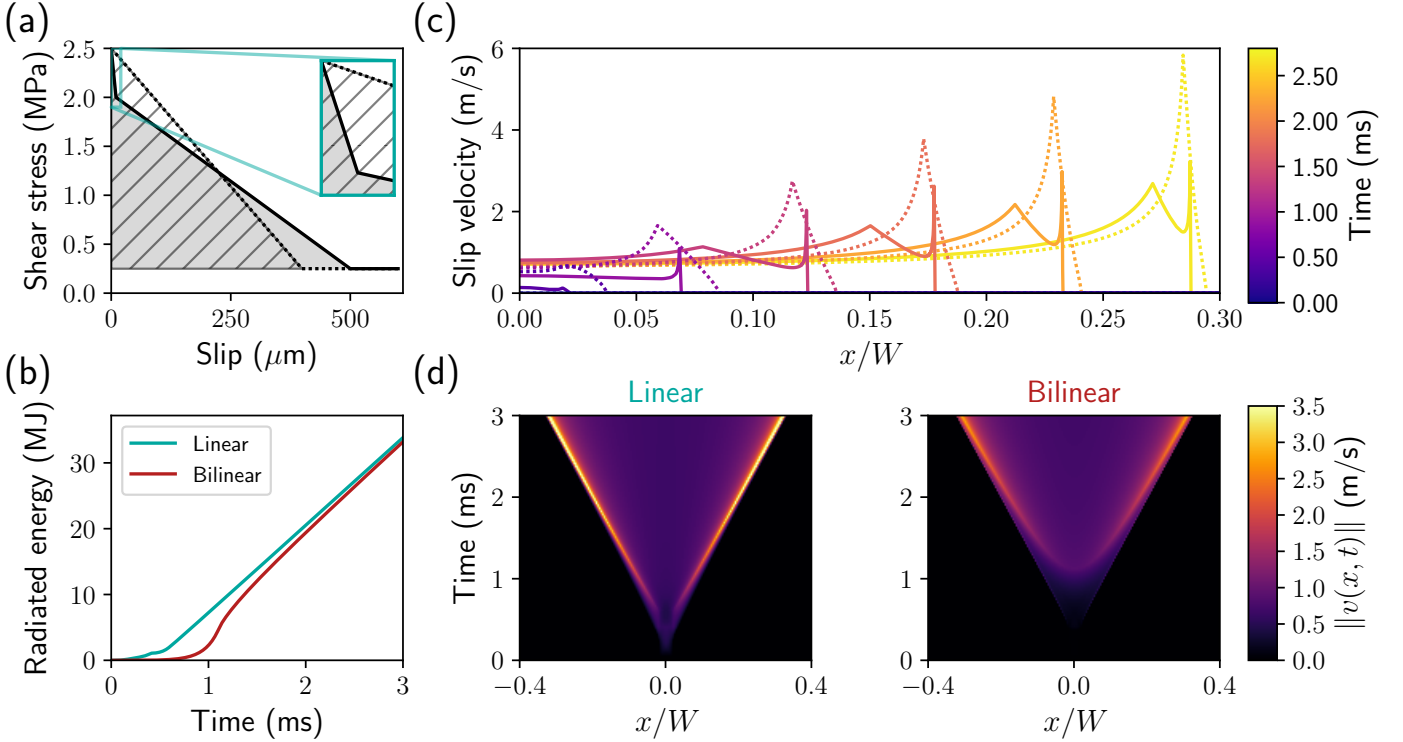 (a)
Shear stress (MPa)
2.5
2.0
1.5
1.0
0.5
0.0
0
250
500
Slip (μm)
(b)
Radiated energy (MJ)
30
20
10
0
Linear
Bilinear
0
1
2
3
Time (ms)
(c)
Slip velocity (m/s)
6
4
2
0
0.00
0.05
0.10
0.15
0.20
0.25
0.30
x/W
2.50
2.00
1.50
1.00
0.50
0.00
Time (ms)
(d)
Linear
Time (ms)
3
2
1
0
−0.4
0.0
0.4
x/W
Bilinear
3
2
1
0
−0.4
0.0
0.4
x/W
3.5
3.0
2.5
2.0
1.5
1.0
0.5
0.0
‖v(x, t)‖ (m/s)